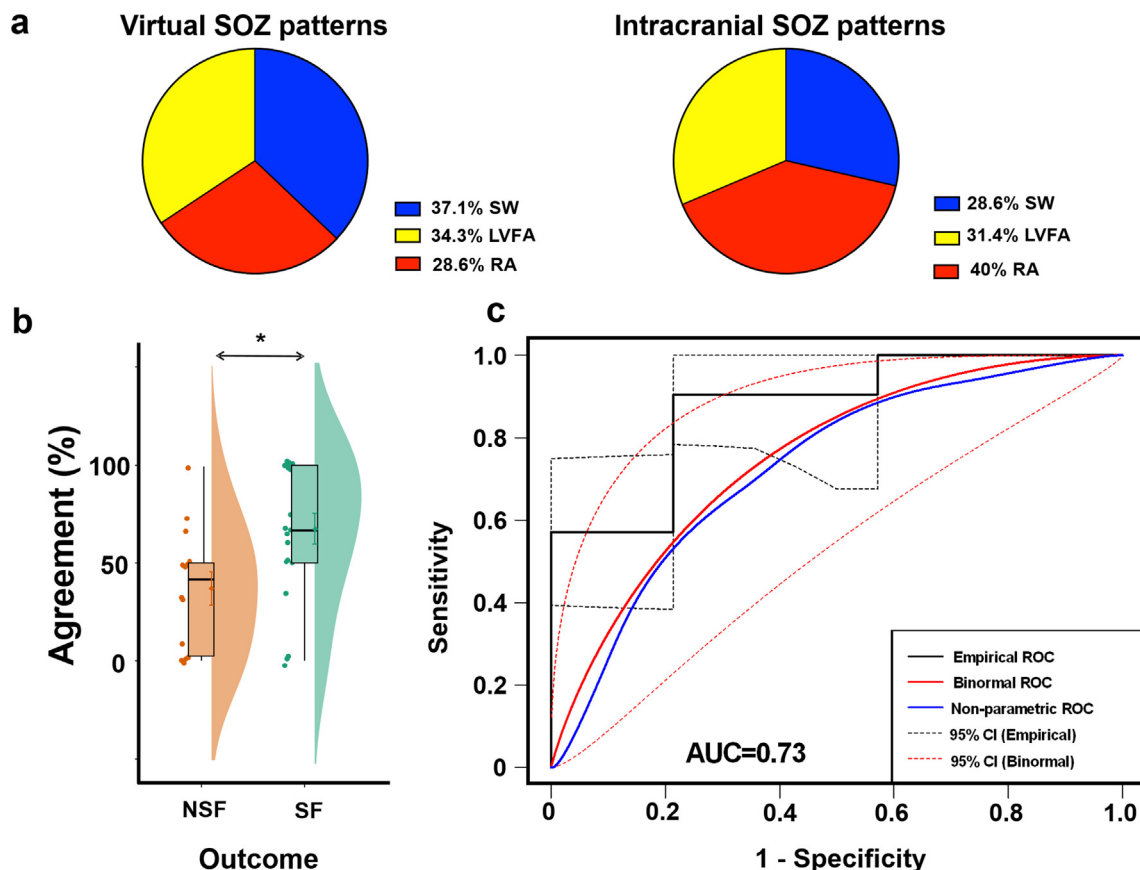 a
Virtual SOZ patterns
37.1% SW
34.3% LVFA
28.6% RA
Intracranial SOZ patterns
28.6% SW
31.4% LVFA
40% RA
b
*
Agreement (%)
100
50
0
NSF
SF
Outcome
c
Sensitivity
1.0
0.8
0.6
0.4
0.2
0
AUC=0.73
Empirical ROC
Binormal ROC
Non-parametric ROC
95% CI (Empirical)
95% CI (Binormal)
0 0.2 0.4 0.6 0.8 1.0
1 - Specificity